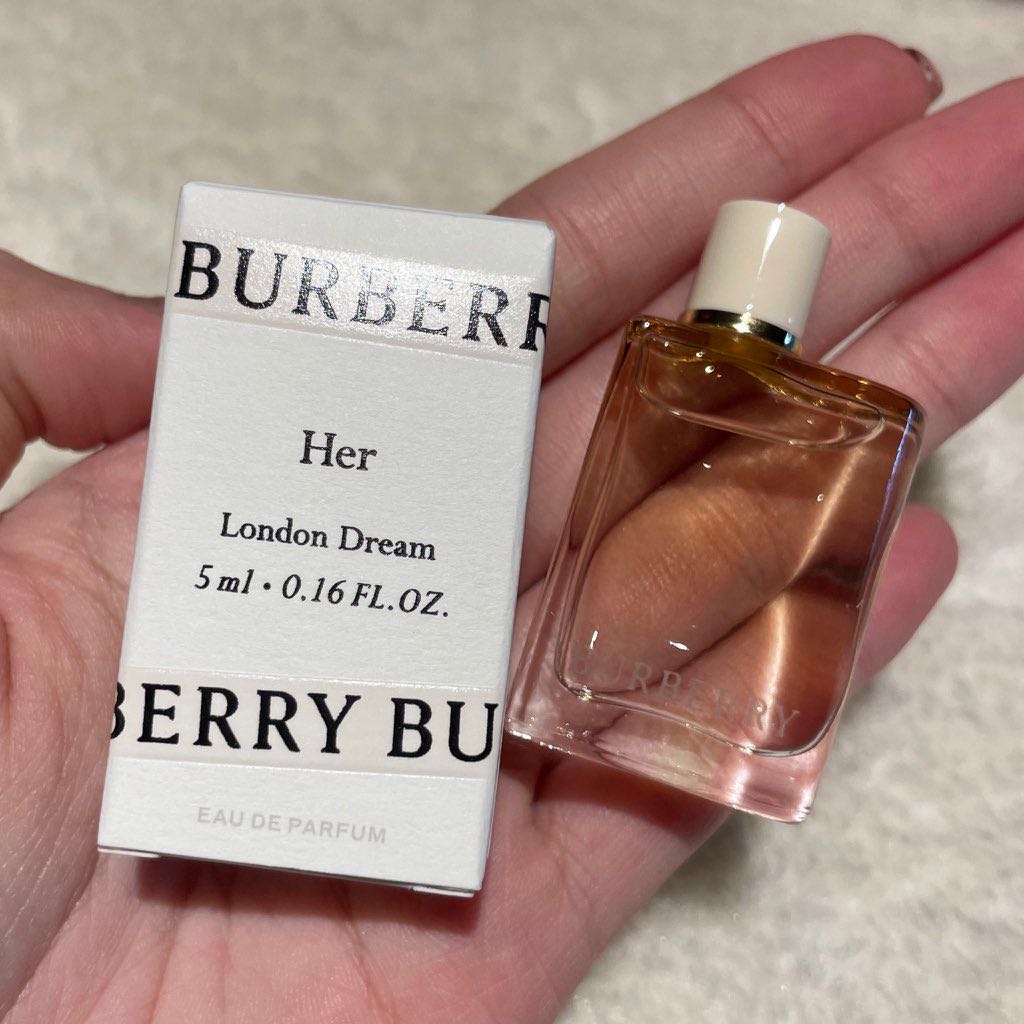 BURBERR
Her
London Dream
5 ml • 0.16 FL.OZ.
BERRY BU
EAU DE PARFUM
BURBERRY